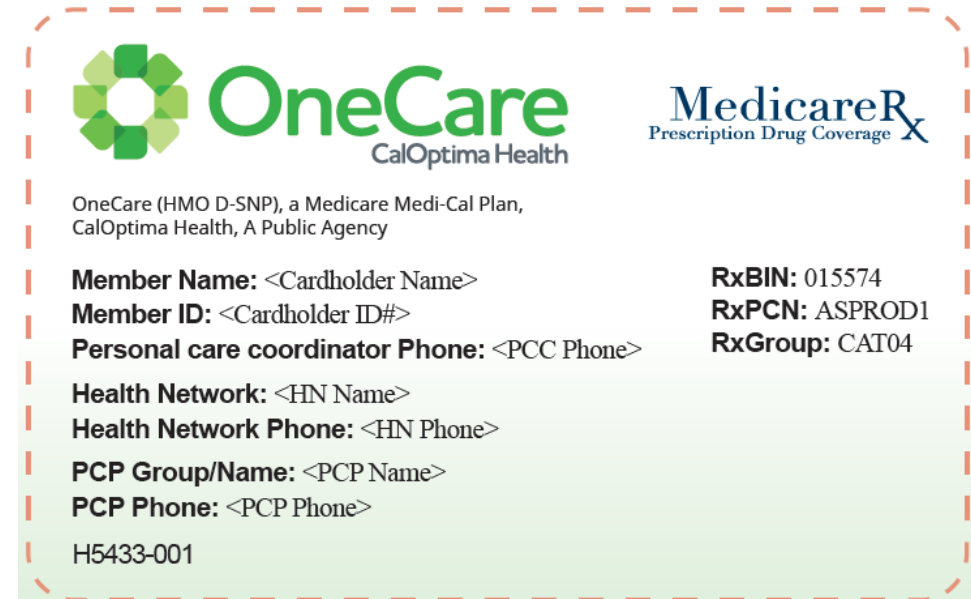 OneCare
CalOptima Health
MedicareRx
Prescription Drug Coverage
OneCare (HMO D-SNP), a Medicare Medi-Cal Plan,
CalOptima Health, A Public Agency
Member Name: <Cardholder Name>
Member ID: <Cardholder ID#>
Personal care coordinator Phone: <PCC Phone>
Health Network: <HN Name>
Health Network Phone: <HN Phone>
PCP Group/Name: <PCP Name>
PCP Phone: <PCP Phone>
H5433-001
RxBIN: 015574
RxPCN: ASPROD1
RxGroup: CAT04